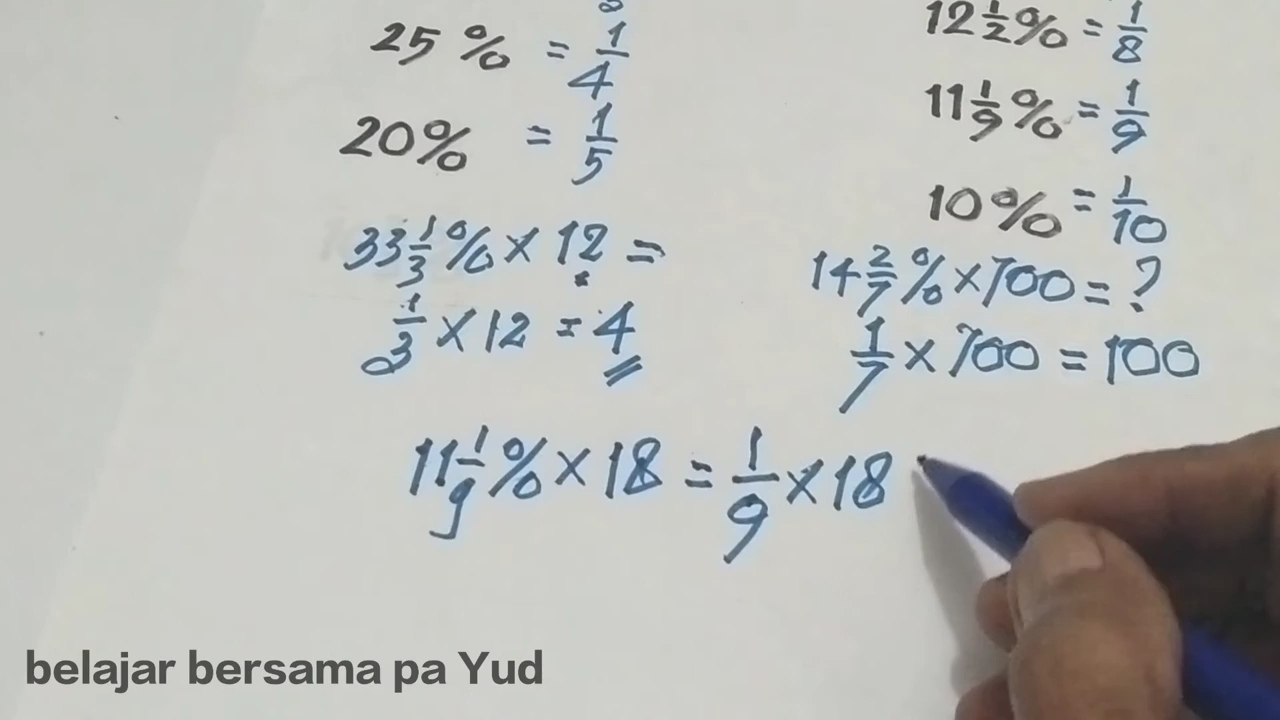 25% = 1/4
20% = 1/5
33 1/3% × 12 =
1/3 × 12 = 4
12 1/2% = 1/8
11 1/9% = 1/9
10% = 1/10
14 2/7% × 700 = ?
1/7 × 700 = 100
11 1/9% × 18 = 1/9 × 18
belajar bersama pa Yud